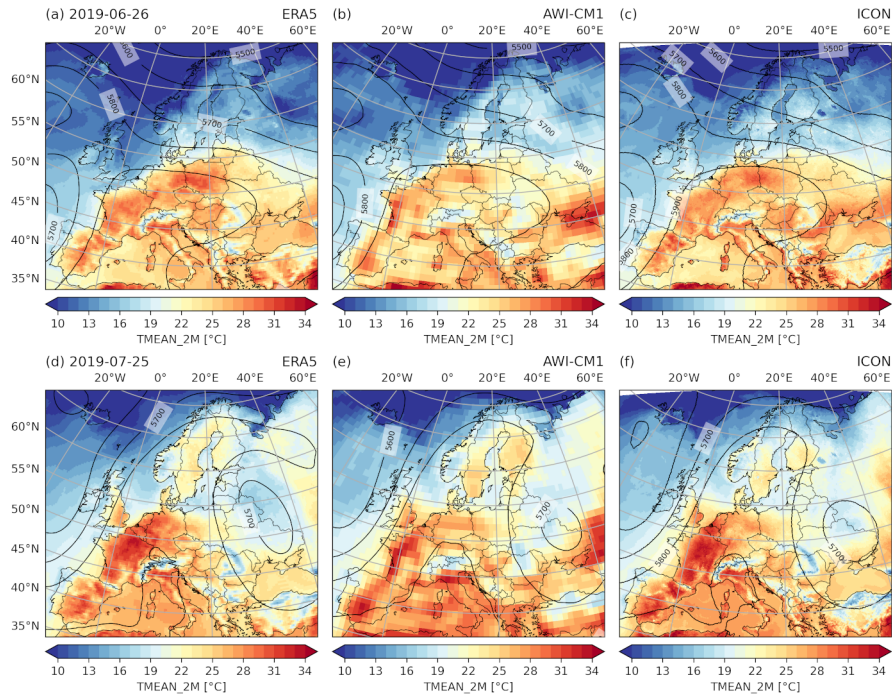 (a) 2019-06-26 ERA5 (b) AWI-CM1 (c) ICON
20°W 0° 20°E 40°E 60°E 20°W 0° 20°E 40°E 60°E 20°W 0° 20°E 40°E 60°E
5600 5500 5500 5700 5600 5500
60°N
5800 5800
55°N
5700 5700
50°N
5800
45°N
5800 5900
40°N
5700 5700
35°N
5800
10 13 16 19 22 25 28 31 34 10 13 16 19 22 25 28 31 34 10 13 16 19 22 25 28 31 34
TMEAN_2M [°C] TMEAN_2M [°C] TMEAN_2M [°C]
(d) 2019-07-25 ERA5 (e) AWI-CM1 (f) ICON
20°W 0° 20°E 40°E 60°E 20°W 0° 20°E 40°E 60°E 20°W 0° 20°E 40°E 60°E
5700 5700
60°N
5600
55°N
50°N
5700 5700
45°N
5800 5700
40°N
35°N
10 13 16 19 22 25 28 31 34 10 13 16 19 22 25 28 31 34 10 13 16 19 22 25 28 31 34
TMEAN_2M [°C] TMEAN_2M [°C] TMEAN_2M [°C]